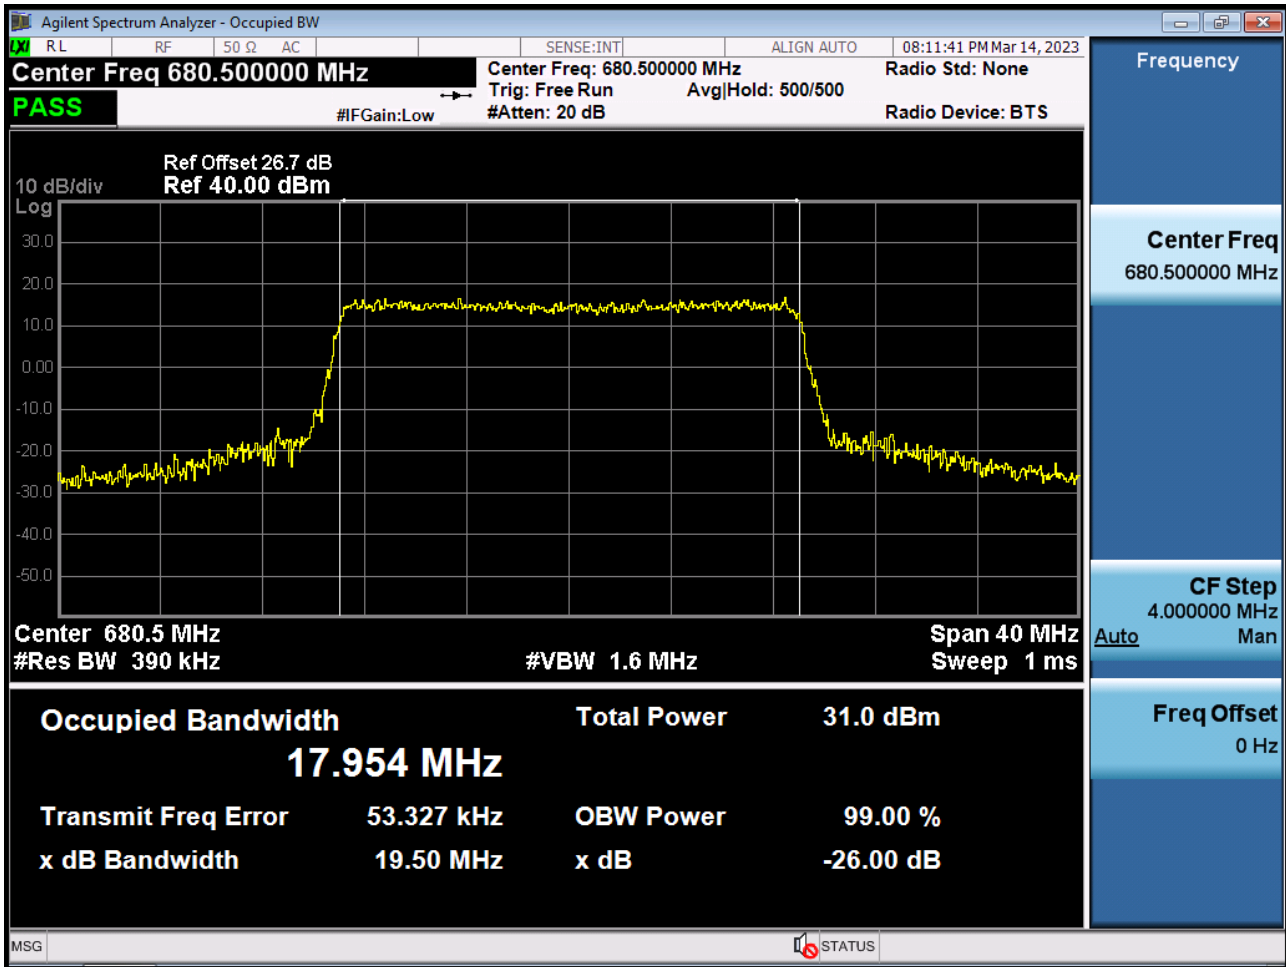 Agilent Spectrum Analyzer - Occupied BW
LXI RL RF 50 Ω AC SENSE:INT ALIGN AUTO 08:11:41 PM Mar 14, 2023
Center Freq 680.500000 MHz
Center Freq: 680.500000 MHz Radio Std: None
Trig: Free Run Avg|Hold: 500/500
PASS #IFGain:Low #Atten: 20 dB Radio Device: BTS
Ref Offset 26.7 dB
10 dB/div Ref 40.00 dBm
Log
30.0
20.0
10.0
0.00
-10.0
-20.0
-30.0
-40.0
-50.0
Center 680.5 MHz Span 40 MHz
#Res BW 390 kHz #VBW 1.6 MHz Sweep 1 ms
Occupied Bandwidth Total Power 31.0 dBm
17.954 MHz
Transmit Freq Error 53.327 kHz OBW Power 99.00 %
x dB Bandwidth 19.50 MHz x dB -26.00 dB
MSG STATUS
Frequency
Center Freq
680.500000 MHz
CF Step
4.000000 MHz
Auto Man
Freq Offset
0 Hz